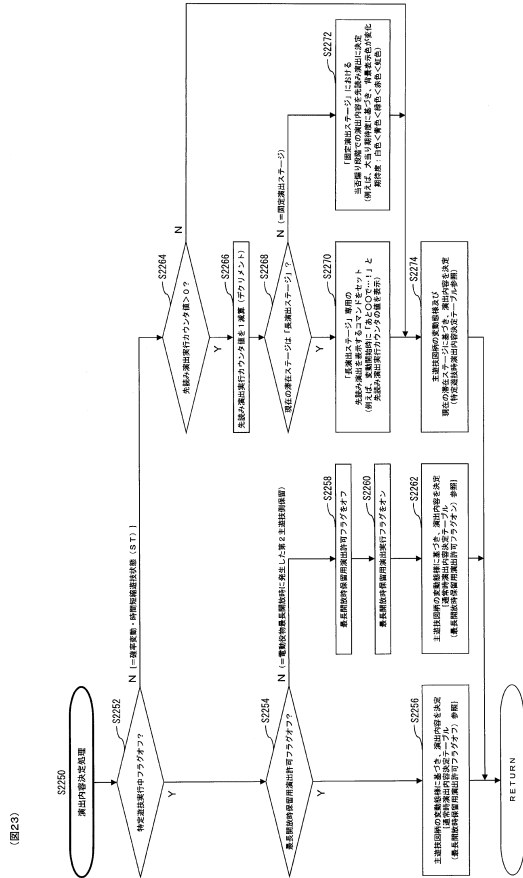 (図23)
S2250
演出内容決定処理
S2252
特定遊技実行中フラグオフ?
N [=確率変動・時間短縮遊技状態(ST)]
Y
S2254
最長開放時保留用演出許可フラグオフ?
N (=電動役物最長開放時に発生した第2主遊技側保留)
Y
S2256
主遊技図柄の変動態様に基づき、演出内容を決定
[通常時演出内容決定テーブル
(最長開放時保留用演出許可フラグオフ)参照]
S2258
最長開放時保留用演出許可フラグをオフ
S2260
最長開放時保留用演出実行フラグをオン
S2262
主遊技図柄の変動態様に基づき、演出内容を決定
[通常時演出内容決定テーブル
(最長開放時保留用演出許可フラグオン)参照]
S2264
先読み演出実行カウンタ値>0?
N
Y
S2266
先読み演出実行カウンタ値を1減算(デクリメント)
S2268
現在の滞在ステージは「長演出ステージ」?
N (=固定演出ステージ)
Y
S2270
「長演出ステージ」専用の
先読み演出を表示するコマンドをセット
(例えば、変動開始時に「あと〇〇で…!」と
先読み演出実行カウンタの値を表示)
S2272
「固定演出ステージ」における
当否煽り段階での演出内容を先読み演出に決定
(例えば、大当り期待度に基づき、背景表示色が変化
期待度:白色<青色<緑色<赤色<虹色)
S2274
主遊技図柄の変動態様及び
現在の滞在ステージに基づき、演出内容を決定
(特定遊技時演出内容決定テーブル参照)
RETURN